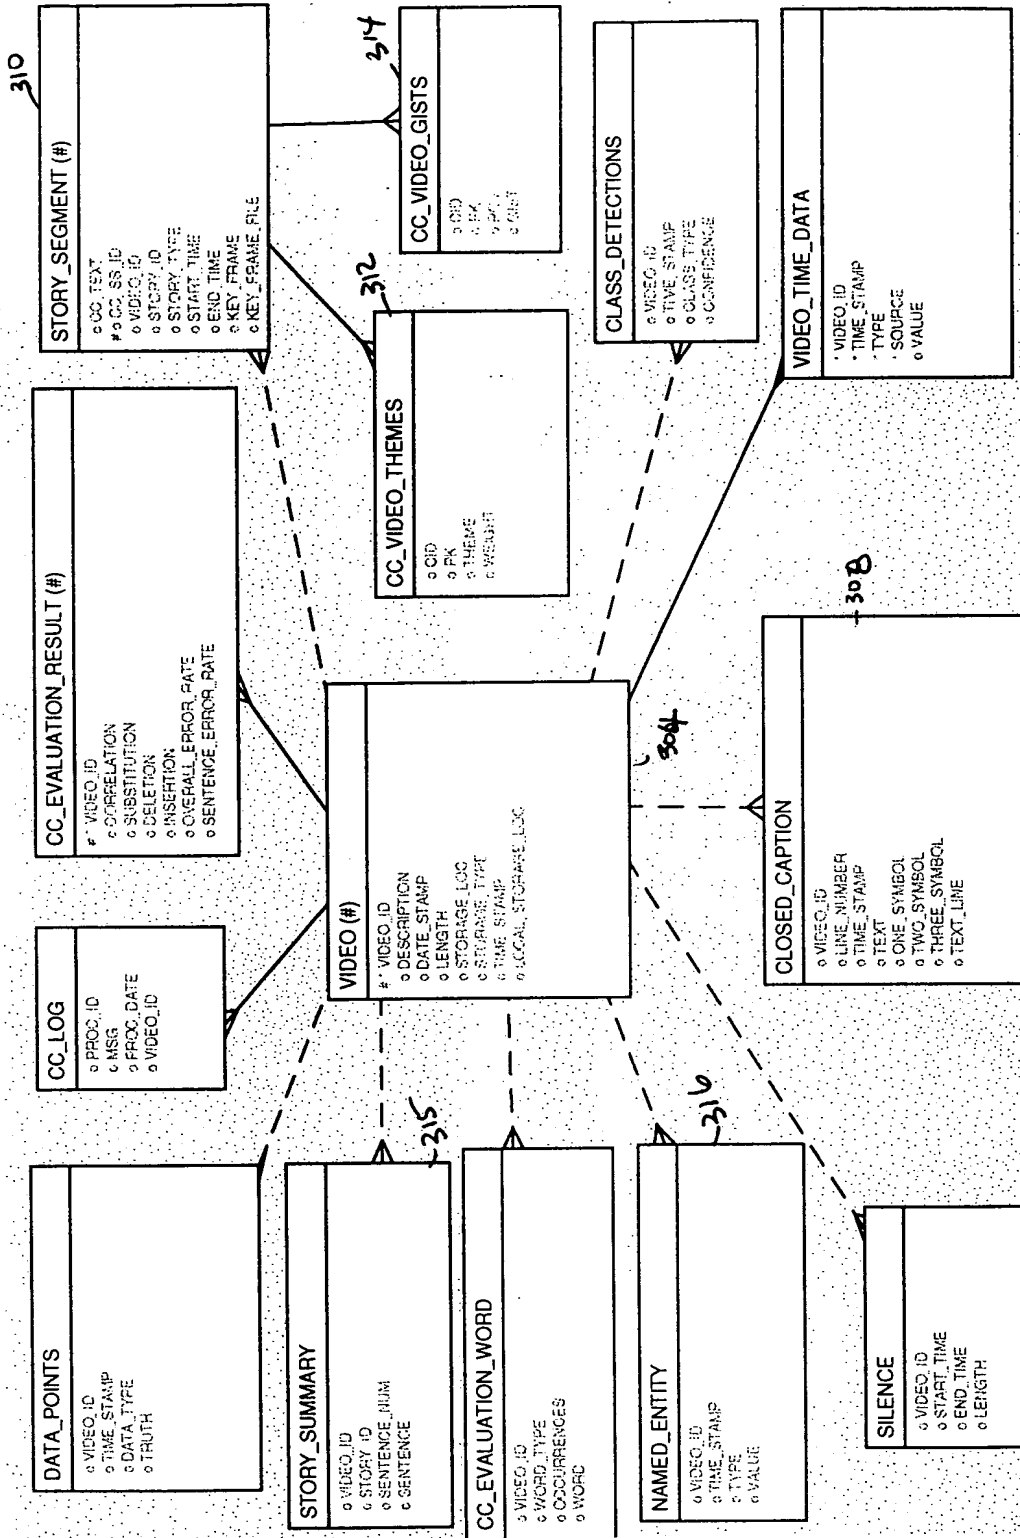 DATA_POINTS
o VIDEO_ID
o TIME_STAMP
o DATA_TYPE
o TRUTH
CC_LOG
o PROC_ID
o MSG
o PROC_DATE
o VIDEO_ID
CC_EVALUATION_RESULT (#)
#* VIDEO_ID
o CORRELATION
o SUBSTITUTION
o DELETION
o INSERTION
o OVERALL_ERROR_RATE
o SENTENCE_ERROR_RATE
310
STORY_SEGMENT (#)
o CC_TEXT
# o CC_SS_ID
o VIDEO_ID
o STORY_ID
o STORY_TYPE
o START_TIME
o END_TIME
o KEY_FRAME
o KEY_FRAME_FILE
STORY_SUMMARY
o VIDEO_ID
o STORY_ID
o SENTENCE_NUM
o SENTENCE
315
VIDEO (#)
#* VIDEO_ID
o DESCRIPTION
o DATE_STAMP
o LENGTH
o STORAGE_LOC
o STORAGE_TYPE
o TIME_STAMP
o LOCAL_STORAGE_LOC
304
CC_VIDEO_THEMES
o CID
o PK
o THEME
o WEIGHT
312
CC_VIDEO_GISTS
o CID
o PK
o GIST
314
CC_EVALUATION_WORD
o VIDEO_ID
o WORD_TYPE
o OCCURRENCES
o WORD
NAMED_ENTITY
o VIDEO_ID
o TIME_STAMP
o TYPE
o VALUE
316
CLASS_DETECTIONS
o VIDEO_ID
o TIME_STAMP
o CLASS_TYPE
o CONFIDENCE
SILENCE
o VIDEO_ID
o START_TIME
o END_TIME
o LENGTH
CLOSED_CAPTION
o VIDEO_ID
o LINE_NUMBER
o TIME_STAMP
o TEXT
o ONE_SYMBOL
o TWO_SYMBOL
o THREE_SYMBOL
o TEXT_LINE
308
VIDEO_TIME_DATA
* VIDEO_ID
* TIME_STAMP
* TYPE
* SOURCE
o VALUE